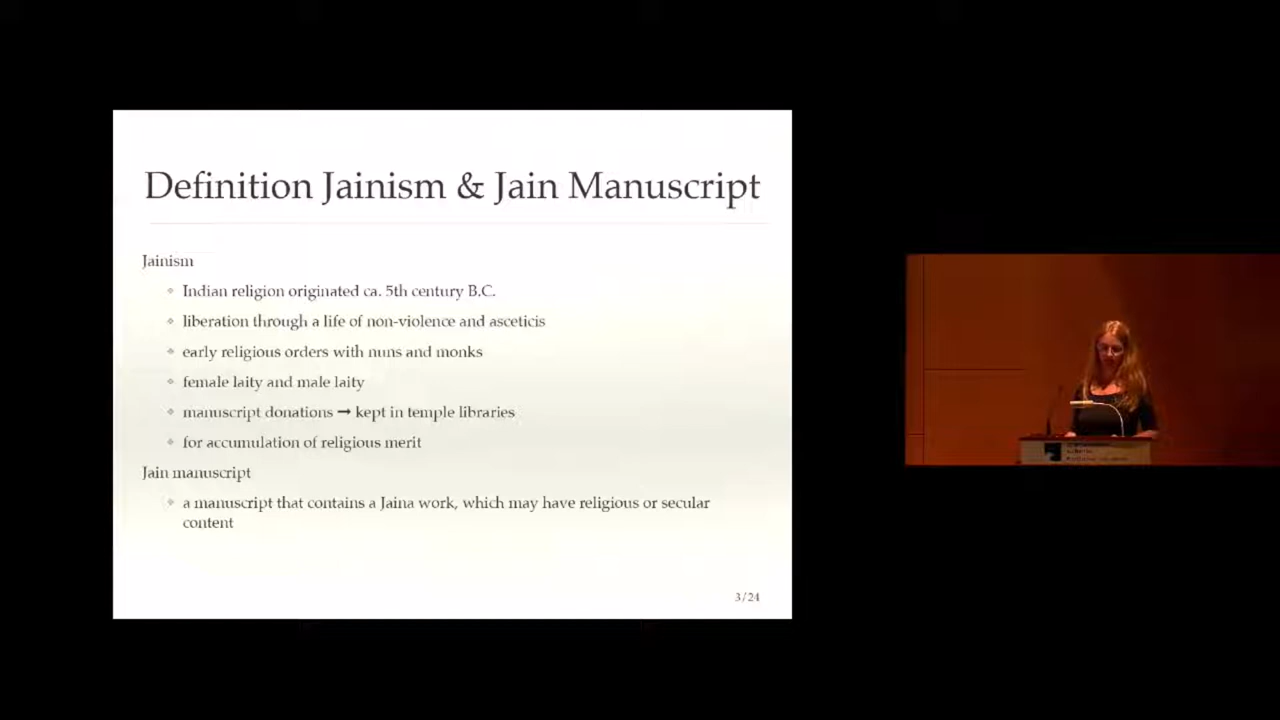 Definition Jainism & Jain Manuscript
Jainism
Indian religion originated ca. 5th century B.C.
liberation through a life of non-violence and asceticis
early religious orders with nuns and monks
female laity and male laity
manuscript donations ➞ kept in temple libraries
for accumulation of religious merit
Jain manuscript
a manuscript that contains a Jaina work, which may have religious or secular
content
3/24